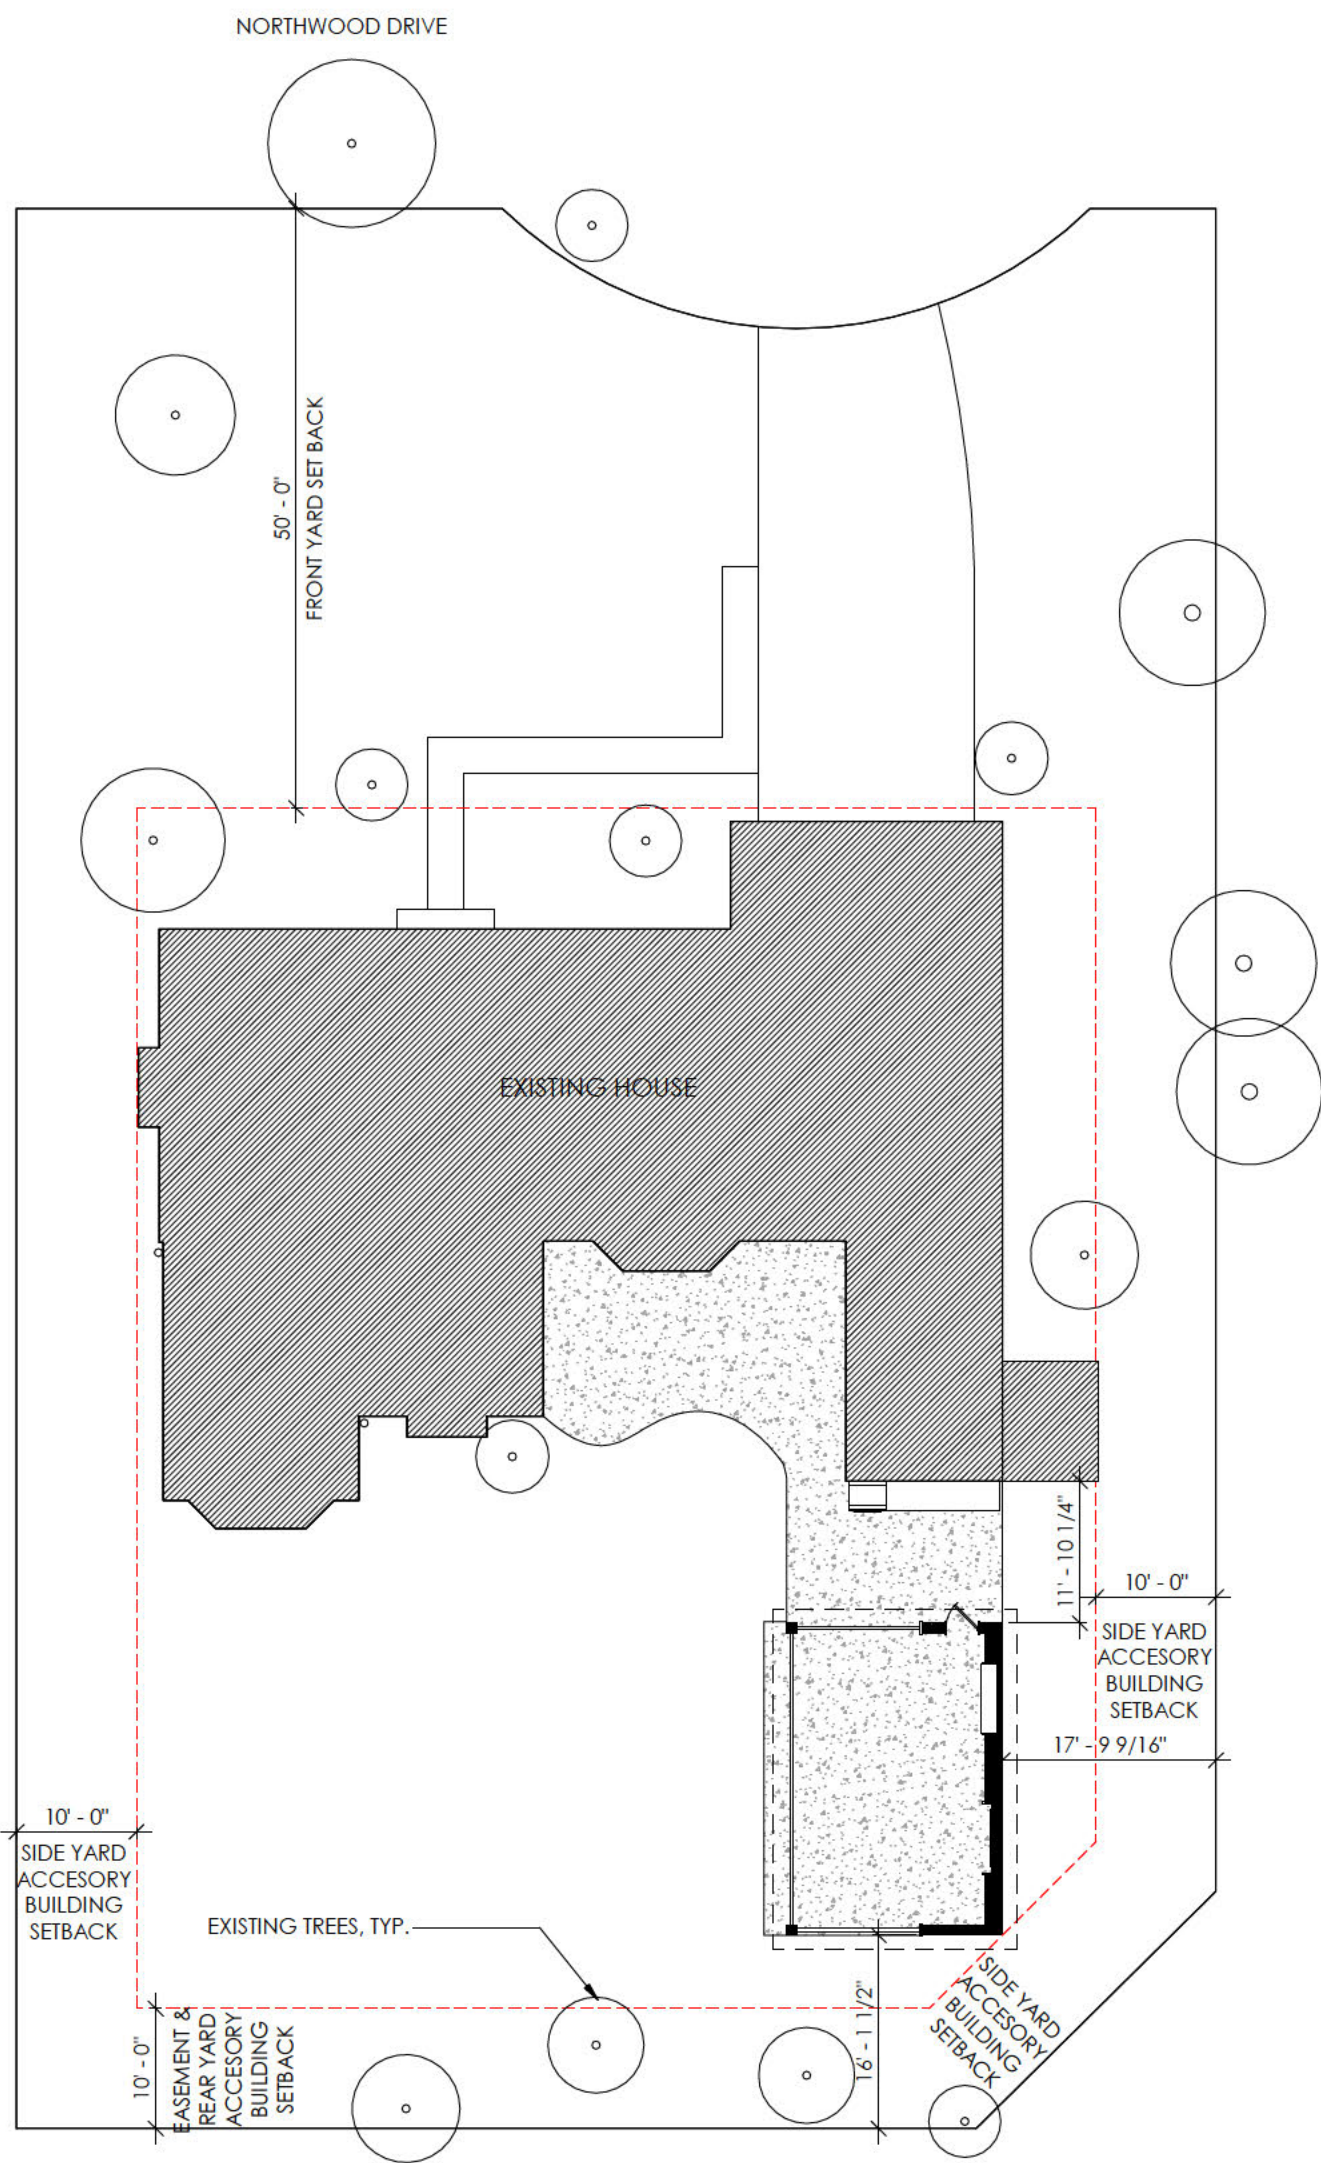 NORTHWOOD DRIVE
50' - 0"
FRONT YARD SET BACK
EXISTING HOUSE
11' - 10 1/4"
10' - 0"
SIDE YARD
ACCESORY
BUILDING
SETBACK
17' - 9 9/16"
10' - 0"
SIDE YARD
ACCESORY
BUILDING
SETBACK
EXISTING TREES, TYP.
10' - 0"
EASEMENT &
REAR YARD
ACCESORY
BUILDING
SETBACK
16' - 1 1/2"
SIDE YARD
ACCESORY
BUILDING
SETBACK